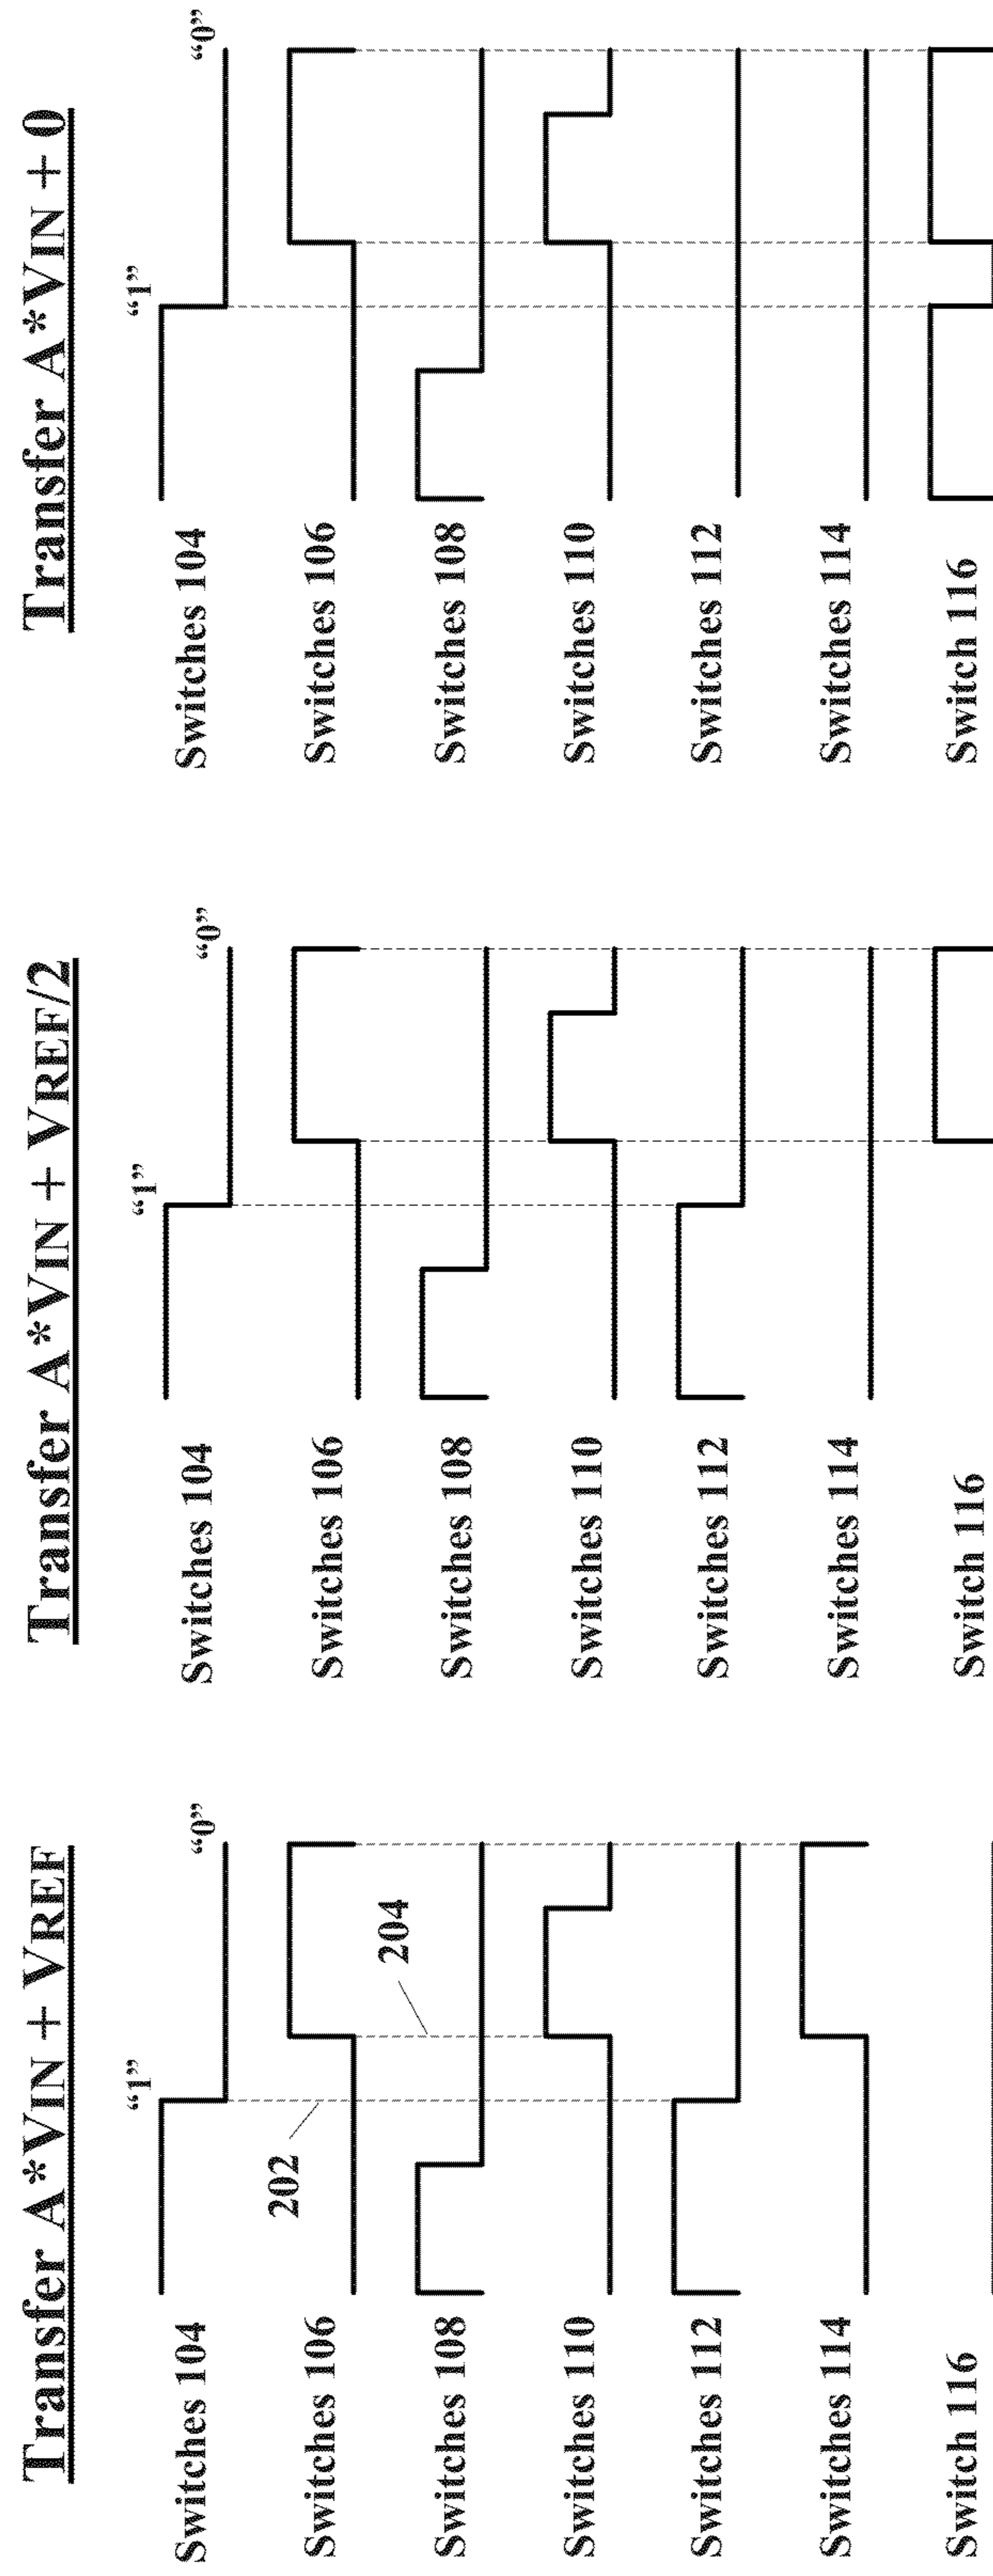 Transfer A*VIN + VREF
"1"
"0"
Switches 104
202
Switches 106
204
Switches 108
Switches 110
Switches 112
Switches 114
Switch 116
Transfer A*VIN + VREF/2
"1"
"0"
Switches 104
Switches 106
Switches 108
Switches 110
Switches 112
Switches 114
Switch 116
Transfer A*VIN + 0
"1"
"0"
Switches 104
Switches 106
Switches 108
Switches 110
Switches 112
Switches 114
Switch 116